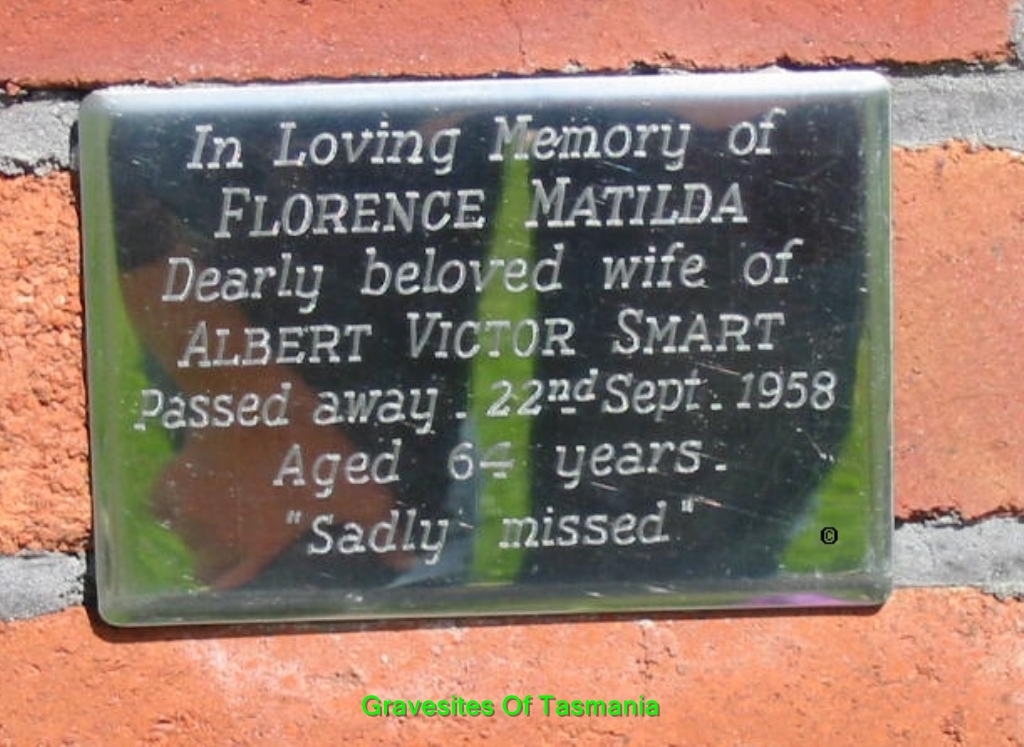 In Loving Memory of
FLORENCE MATILDA
Dearly beloved wife of
ALBERT VICTOR SMART
Passed away. 22nd Sept. 1958
Aged 64 years.
"Sadly missed"
©
Gravesites Of Tasmania